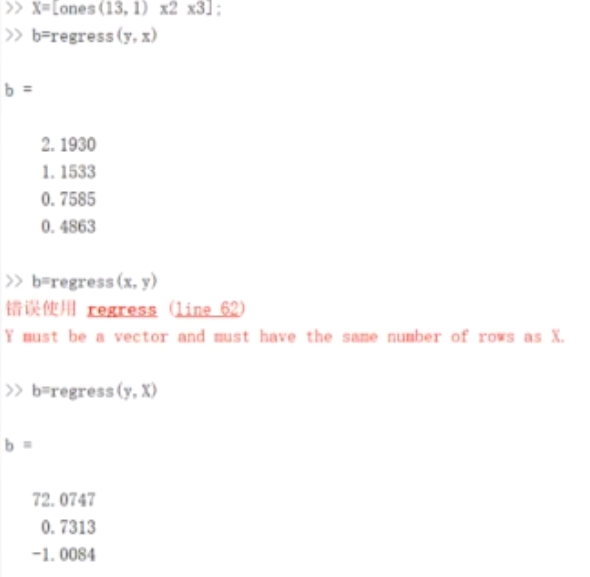 >> X=[ones(13,1) x2 x3];
>> b=regress(y,x)
b =
2.1930
1.1533
0.7585
0.4863
>> b=regress(x,y)
错误使用 regress (line 62)
Y must be a vector and must have the same number of rows as X.
>> b=regress(y,X)
b =
72.0747
0.7313
-1.0084